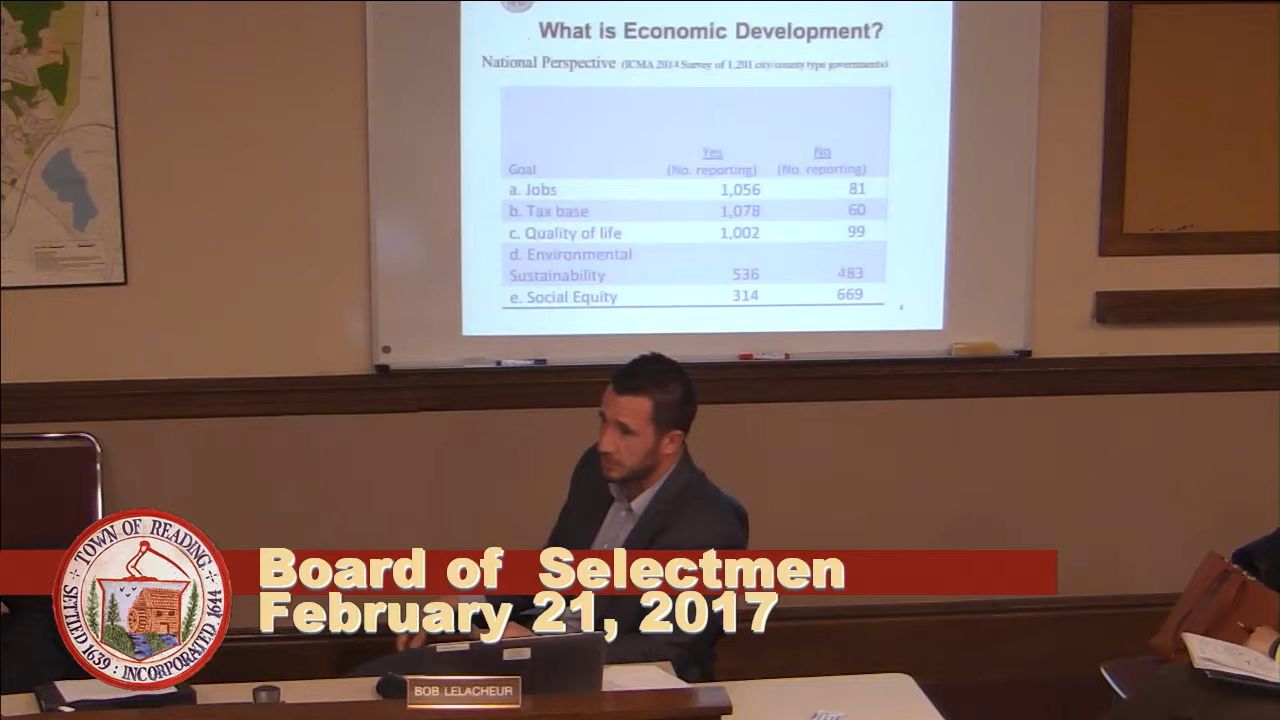 What is Economic Development?
National Perspective (ICMA 2014 Survey of 1,201 city/county type governments)
Yes No
Goal (No. reporting) (No. reporting)
a. Jobs 1,056 81
b. Tax base 1,078 60
c. Quality of life 1,002 99
d. Environmental
Sustainability 536 483
e. Social Equity 314 669
TOWN OF READING
SETTLED 1639 : INCORPORATED 1644
Board of Selectmen
February 21, 2017
BOB LELACHEUR